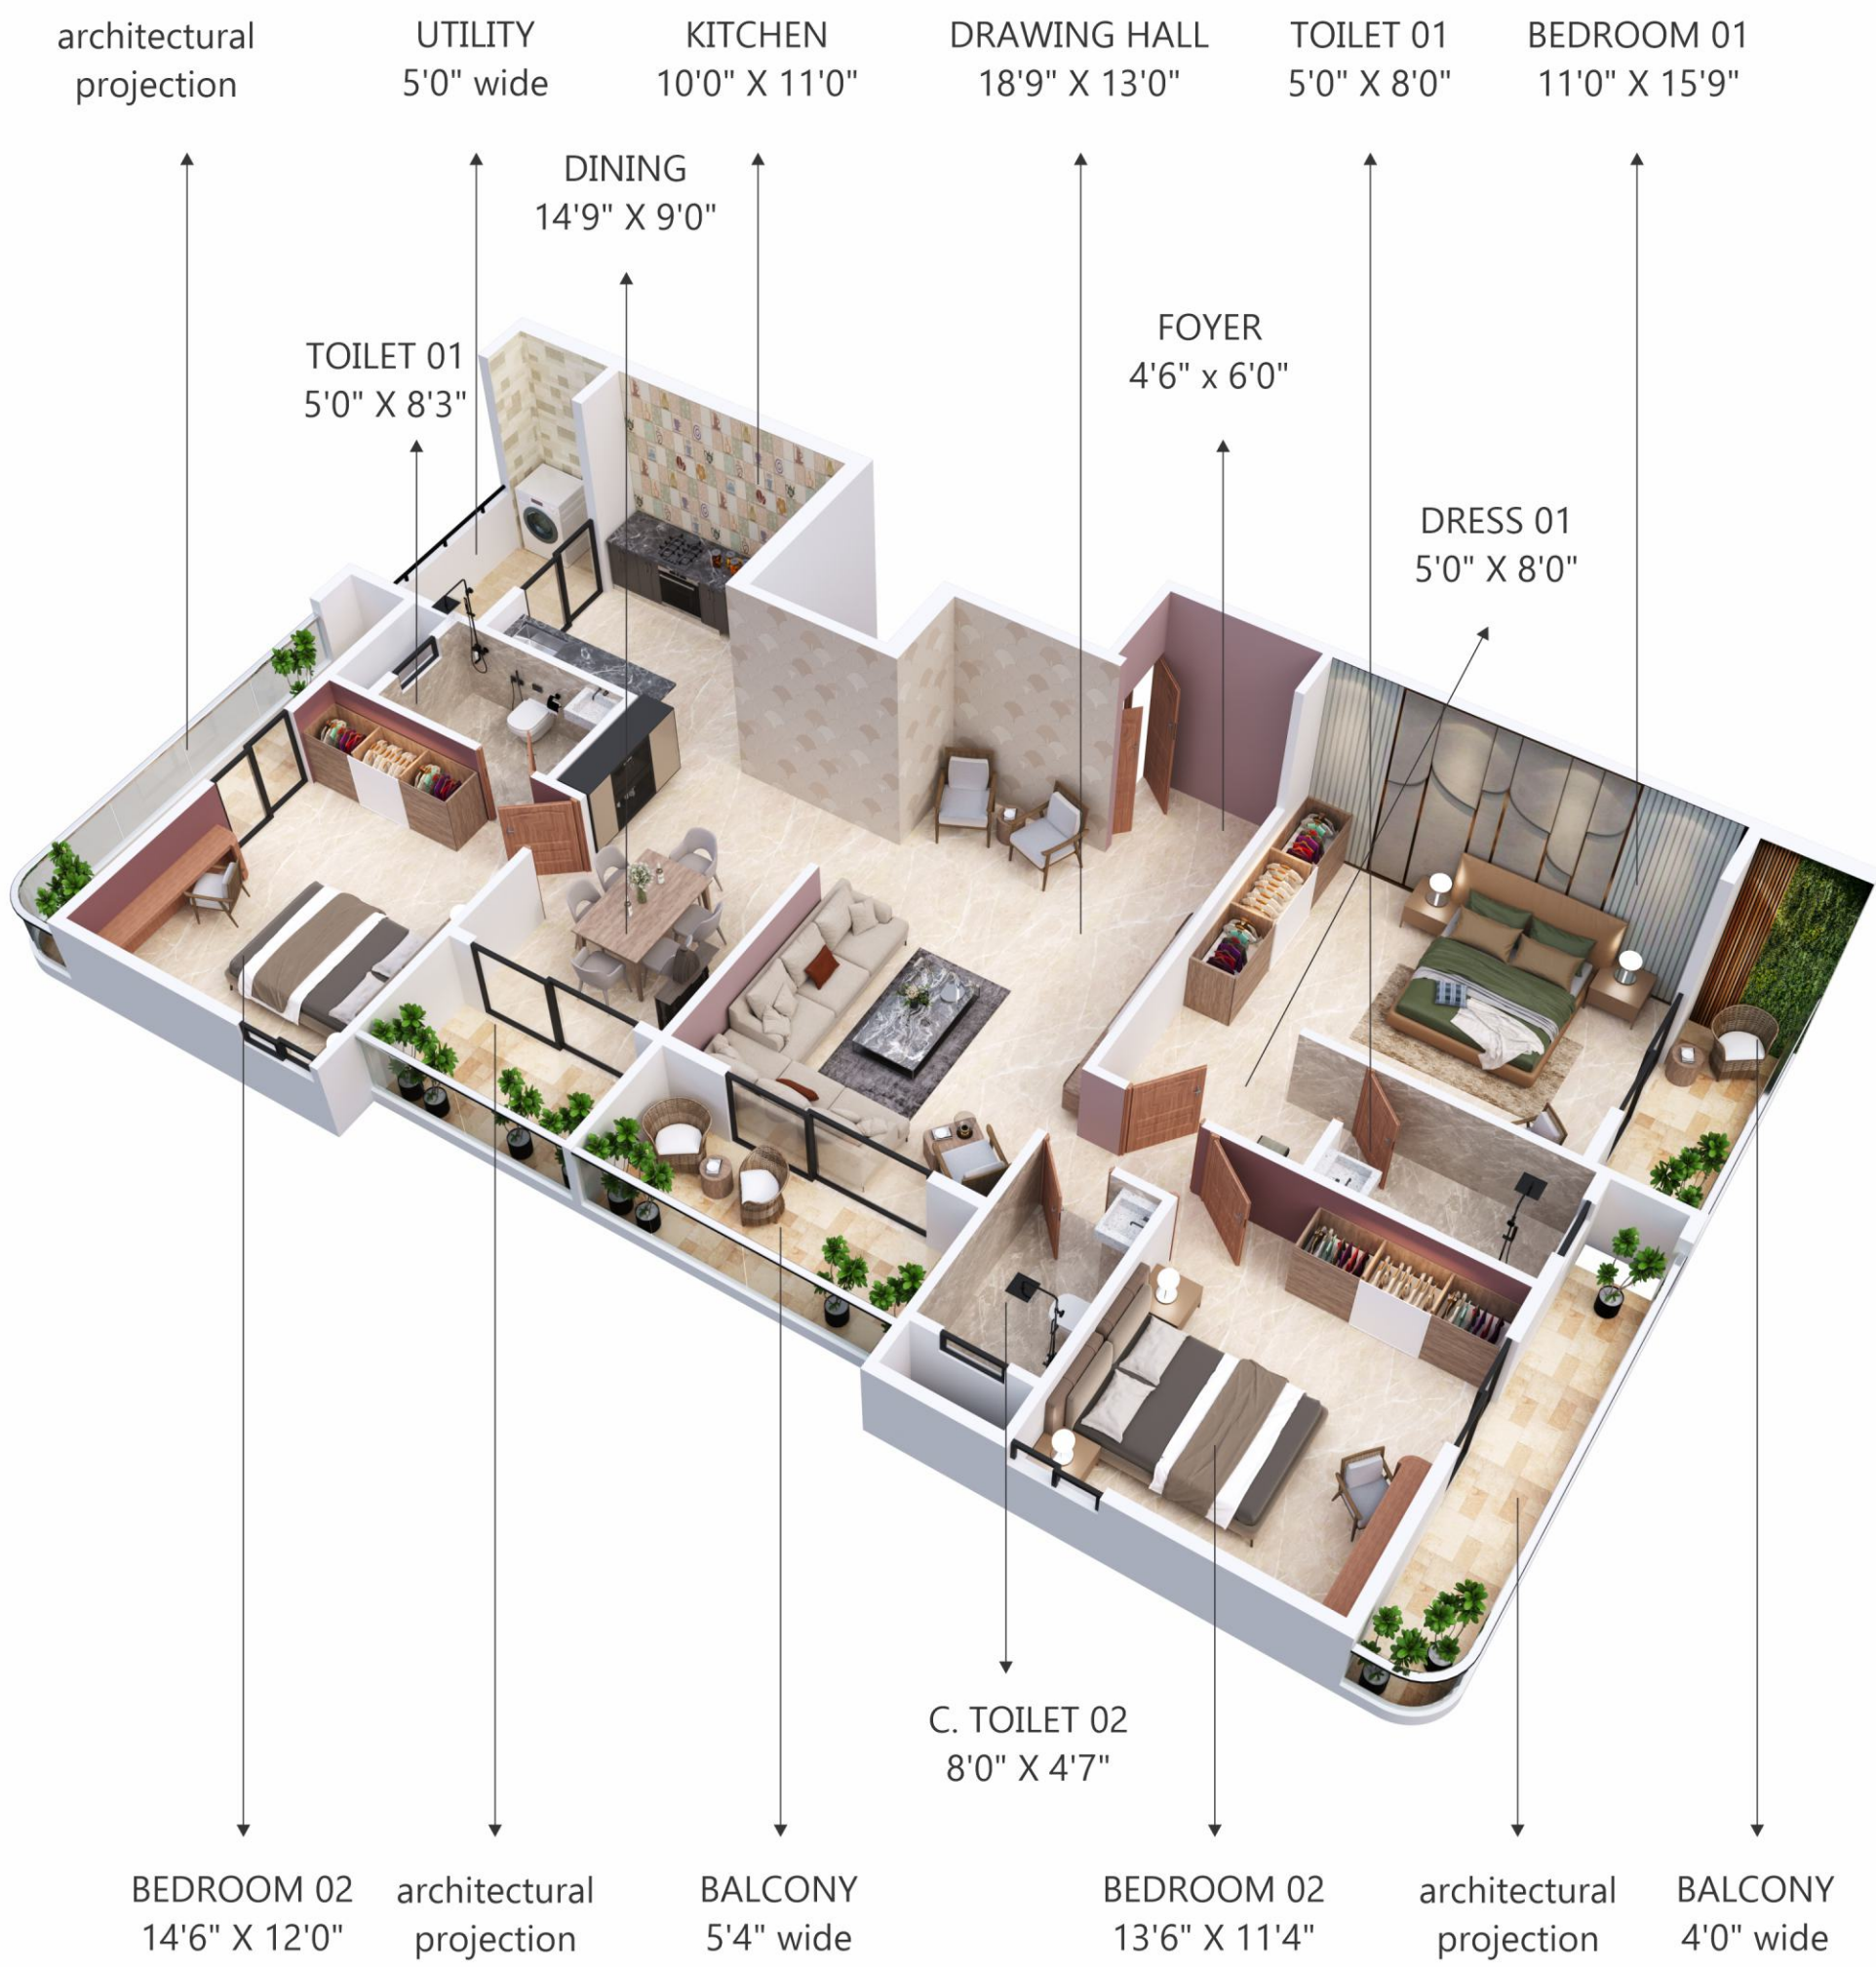 architectural
projection
UTILITY
5'0" wide
KITCHEN
10'0" X 11'0"
DRAWING HALL
18'9" X 13'0"
TOILET 01
5'0" X 8'0"
BEDROOM 01
11'0" X 15'9"
DINING
14'9" X 9'0"
TOILET 01
5'0" X 8'3"
FOYER
4'6" x 6'0"
DRESS 01
5'0" X 8'0"
C. TOILET 02
8'0" X 4'7"
BEDROOM 02
14'6" X 12'0"
architectural
projection
BALCONY
5'4" wide
BEDROOM 02
13'6" X 11'4"
architectural
projection
BALCONY
4'0" wide